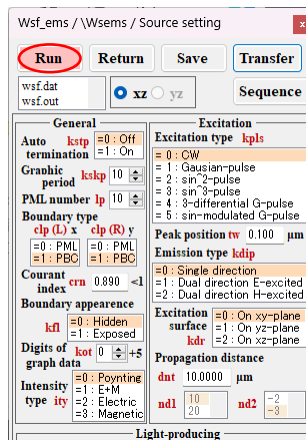 Wsf_ems / \Wsems / Source setting x
Run Return Save Transfer
wsf.dat
wsf.out
xz yz
Sequence
General
Auto termination kstp
=0 : Off
=1 : On
Graphic period kskp 10
PML number lp 10
Boundary type
clp (L) x clp (R) y
=0 : PML =0 : PML
=1 : PBC =1 : PBC
Courant index crn 0.890 <1
Boundary appearence
kfl
=0 : Hidden
=1 : Exposed
Digits of graph data kot 0 +5
Intensity type ity
=0 : Poynting
=1 : E+M
=2 : Electric
=3 : Magnetic
Excitation
Excitation type kpls
= 0 : CW
= 1 : Gausian-pulse
= 2 : sin^2-pulse
= 3 : sin^3-pulse
= 4 : 3-differential G-pulse
= 5 : sin-modulated G-pulse
Peak position tw 0.100 μm
Emission type kdip
=0 : Single direction
=1 : Dual direction E-excited
=2 : Dual direction H-excited
Excitation surface kdr
=0 : On xy-plane
=1 : On yz-plane
=2 : On xz-plane
Propagation distance
dnt 10.0000 μm
nd1 10 nd2 -2
20 -3
Light-producing